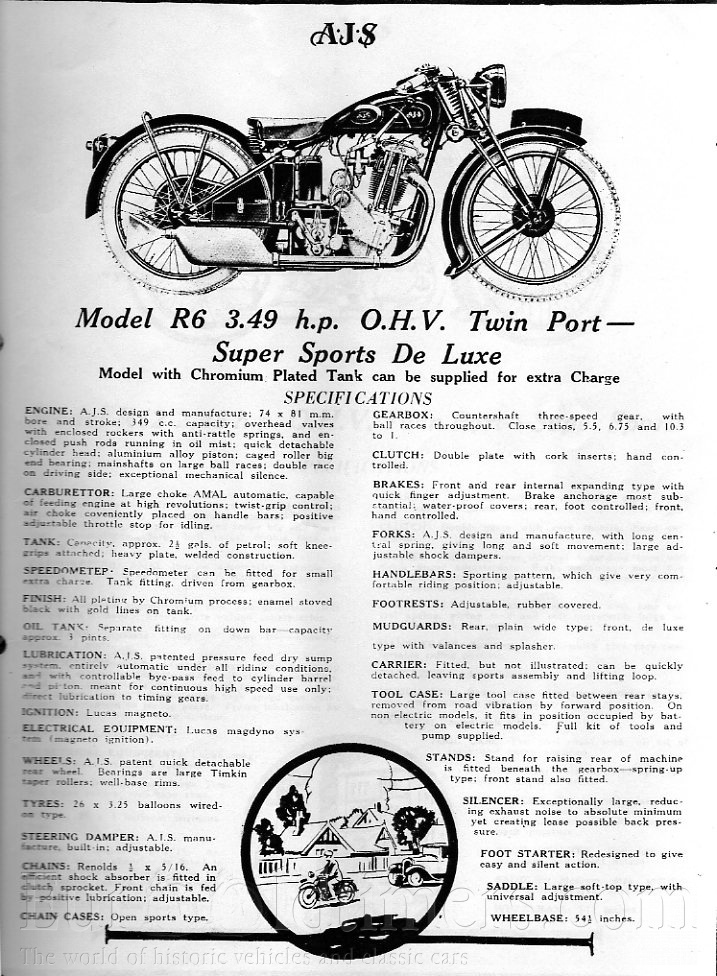 A·J·S
AJS
AJS
Model R6 3.49 h.p. O.H.V. Twin Port—
Super Sports De Luxe
Model with Chromium Plated Tank can be supplied for extra Charge
SPECIFICATIONS
ENGINE: A.J.S. design and manufacture; 74 x 81 m.m.
bore and stroke; 349 c.c. capacity; overhead valves
with enclosed rockers with anti-rattle springs, and en-
closed push rods running in oil mist; quick detachable
cylinder head; aluminium alloy piston; caged roller big
end bearing; mainshafts on large ball races; double race
on driving side; exceptional mechanical silence.
CARBURETTOR: Large choke AMAL automatic, capable
of feeding engine at high revolutions; twist-grip control;
air choke coveniently placed on handle bars; positive
adjustable throttle stop for idling.
TANK: Capacity, approx. 2½ gals. of petrol; soft knee-
grips attached; heavy plate, welded construction.
SPEEDOMETER- Speedometer can be fitted for small
extra charge. Tank fitting, driven from gearbox.
FINISH: All plating by Chromium process; enamel stoved
black with gold lines on tank.
OIL TANK: Separate fitting on down bar—capacity
approx. 3 pints.
LUBRICATION: A.J.S. patented pressure feed dry sump
system, entirely automatic under all riding conditions,
and with controllable bye-pass feed to cylinder barrel
and piston, meant for continuous high speed use only;
direct lubrication to timing gears.
IGNITION: Lucas magneto.
ELECTRICAL EQUIPMENT: Lucas magdyno sys-
tem (magneto ignition).
WHEELS: A.J.S. patent quick detachable
rear wheel. Bearings are large Timkin
taper rollers; well-base rims.
TYRES: 26 x 3.25 balloons wired-
on type.
STEERING DAMPER: A.J.S. manu-
facture, built-in; adjustable.
CHAINS: Renolds ½ x 5/16. An
efficient shock absorber is fitted in
clutch sprocket. Front chain is fed
by positive lubrication; adjustable.
CHAIN CASES: Open sports type.
GEARBOX: Countershaft three-speed gear, with
ball races throughout. Close ratios, 5.5, 6.75 and 10.3
to 1.
CLUTCH: Double plate with cork inserts; hand con-
trolled.
BRAKES: Front and rear internal expanding type with
quick finger adjustment. Brake anchorage most sub-
stantial; water-proof covers; rear, foot controlled; front,
hand controlled.
FORKS: A.J.S. design and manufacture, with long cen-
tral spring, giving long and soft movement; large ad-
justable shock dampers.
HANDLEBARS: Sporting pattern, which give very com-
fortable riding position; adjustable.
FOOTRESTS: Adjustable, rubber covered.
MUDGUARDS: Rear, plain wide type; front, de luxe
type with valances and splasher.
CARRIER: Fitted, but not illustrated; can be quickly
detached, leaving sports assembly and lifting loop.
TOOL CASE: Large tool case fitted between rear stays,
removed from road vibration by forward position. On
non electric models, it fits in position occupied by bat-
tery on electric models. Full kit of tools and
pump supplied.
STANDS: Stand for raising rear of machine
is fitted beneath the gearbox—spring-up
type; front stand also fitted.
SILENCER: Exceptionally large, reduc-
ing exhaust noise to absolute minimum
yet creating lease possible back pres-
sure.
FOOT STARTER: Redesigned to give
easy and silent action.
SADDLE: Large soft-top type, with
universal adjustment.
WHEELBASE: 54½ inches.
The world of historic vehicles and classic cars